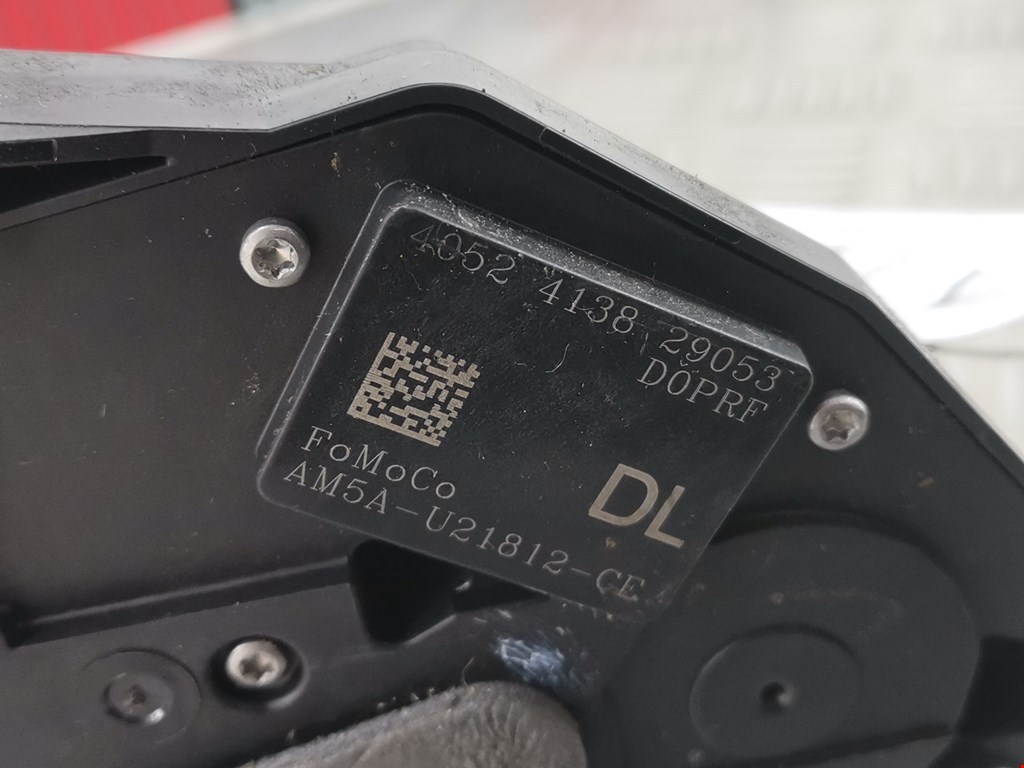 4052 4138 29053
D0PRF
FoMoCo
DL
AM5A-U21812-CE